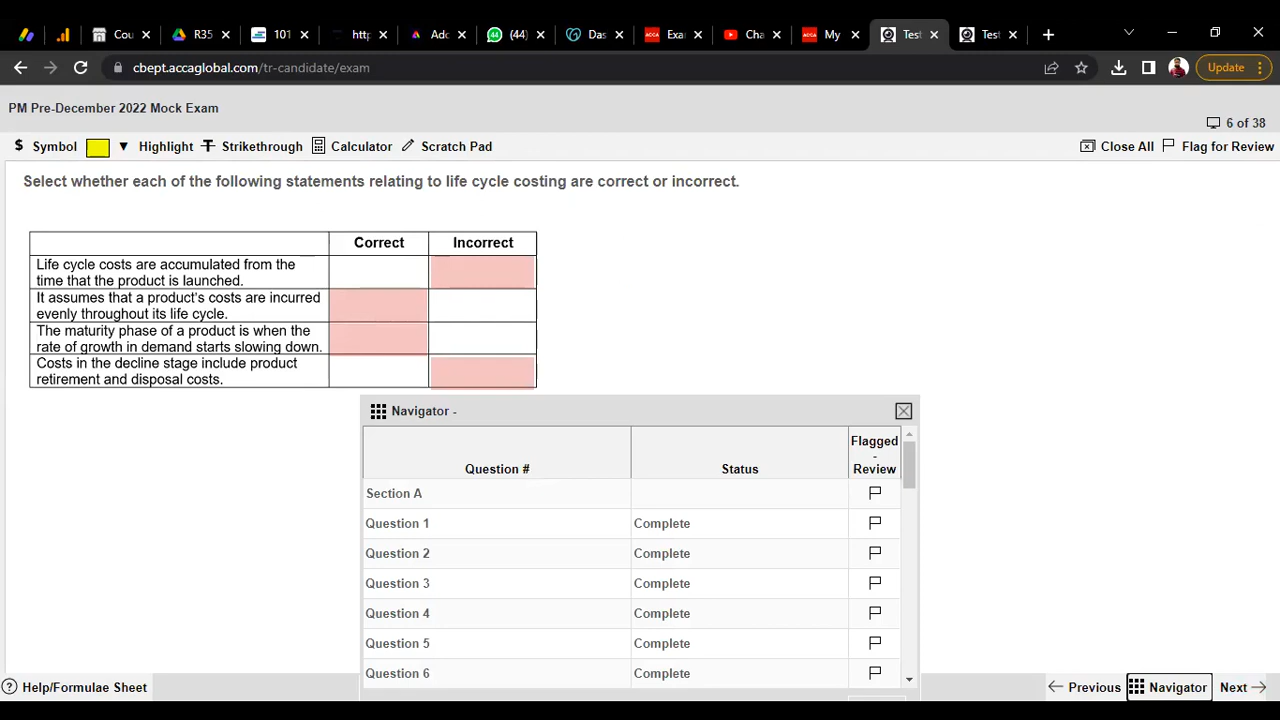 Cou
R35
101
http
Adc
(44)
Das
Exar
Cha
My
Test
Test
cbept.accaglobal.com/tr-candidate/exam
Update
PM Pre-December 2022 Mock Exam
6 of 38
$ Symbol
Highlight
T Strikethrough
Calculator
Scratch Pad
Close All
Flag for Review
Select whether each of the following statements relating to life cycle costing are correct or incorrect.
Correct Incorrect
Life cycle costs are accumulated from the
time that the product is launched.
It assumes that a product's costs are incurred
evenly throughout its life cycle.
The maturity phase of a product is when the
rate of growth in demand starts slowing down.
Costs in the decline stage include product
retirement and disposal costs.
Navigator -
Question # Status Flagged
-
Review
Section A
Question 1 Complete
Question 2 Complete
Question 3 Complete
Question 4 Complete
Question 5 Complete
Question 6 Complete
? Help/Formulae Sheet
Previous
Navigator
Next